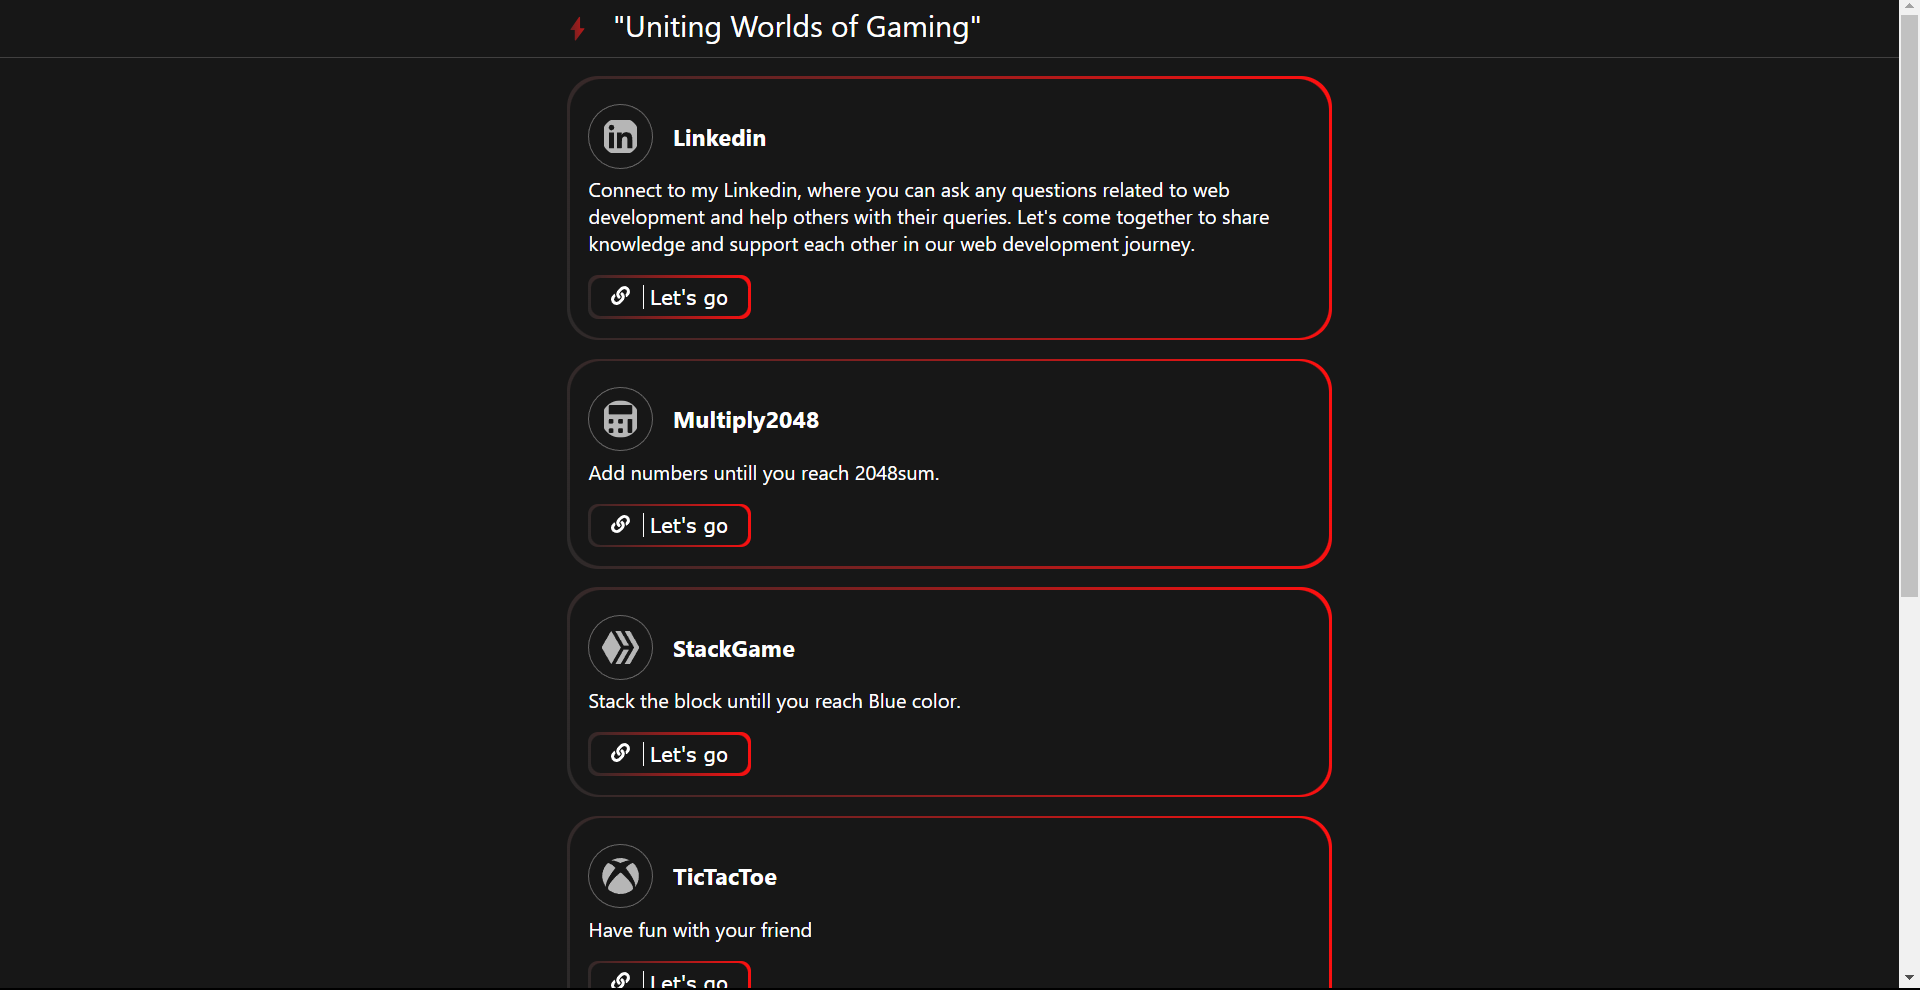 "Uniting Worlds of Gaming"
Linkedin
Connect to my Linkedin, where you can ask any questions related to web
development and help others with their queries. Let's come together to share
knowledge and support each other in our web development journey.
Let's go
Multiply2048
Add numbers untill you reach 2048sum.
Let's go
StackGame
Stack the block untill you reach Blue color.
Let's go
TicTacToe
Have fun with your friend
Let's go